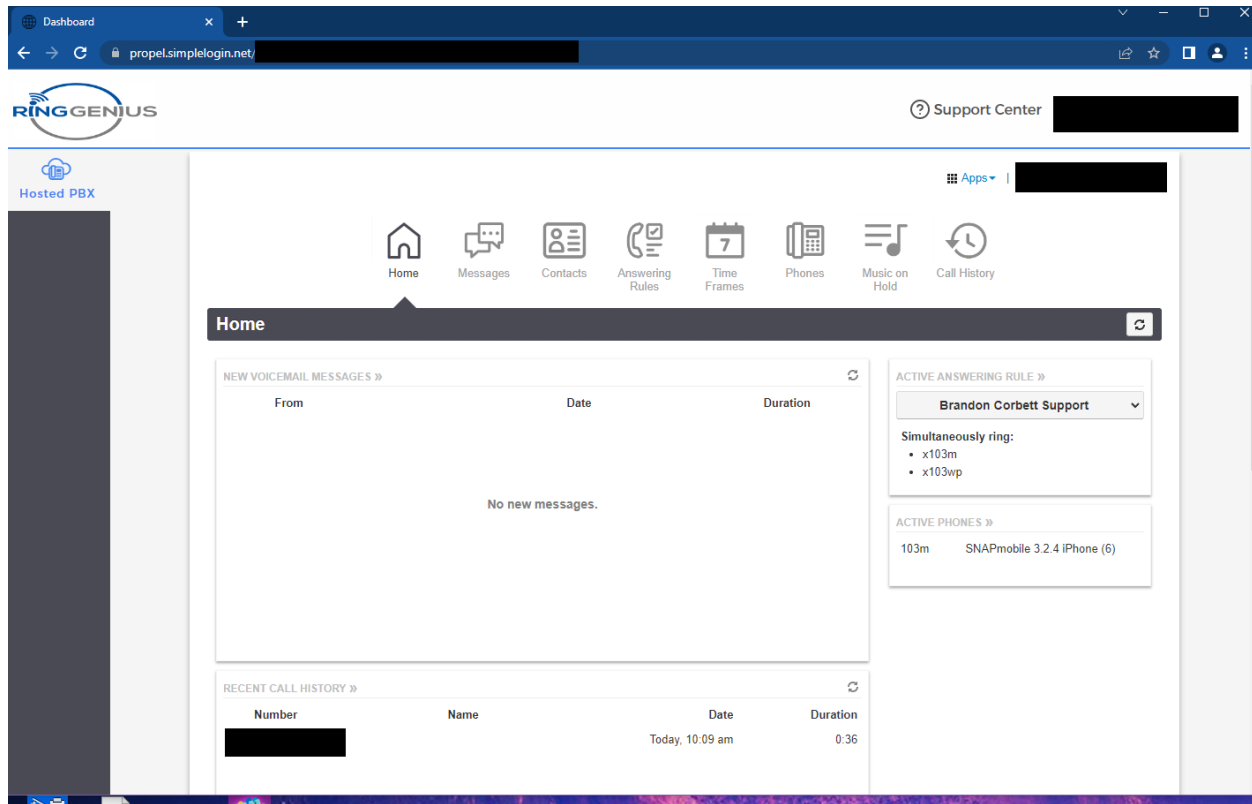 Dashboard
propel.simplelogin.net/
RINGGENIUS
Support Center
Hosted PBX
Apps
Home
Messages
Contacts
Answering
Rules
Time
Frames
7
Phones
Music on
Hold
Call History
Home
NEW VOICEMAIL MESSAGES »
From Date Duration
No new messages.
ACTIVE ANSWERING RULE »
Brandon Corbett Support
Simultaneously ring:
• x103m
• x103wp
ACTIVE PHONES »
103m SNAPmobile 3.2.4 iPhone (6)
RECENT CALL HISTORY »
Number Name Date Duration
Today, 10:09 am 0:36